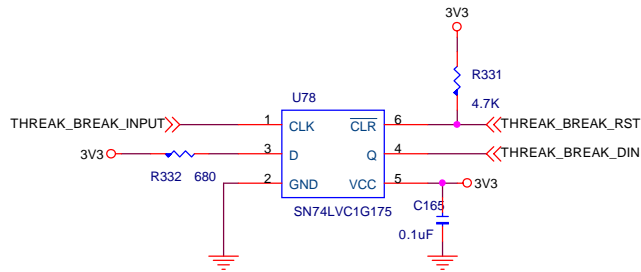 3V3
R331
4.7K
U78
THREAK_BREAK_INPUT
1
CLK
CLR
6
THREAK_BREAK_RST
3V3
R332
680
3
D
Q
4
THREAK_BREAK_DIN
2
GND
VCC
5
3V3
SN74LVC1G175
C165
0.1uF